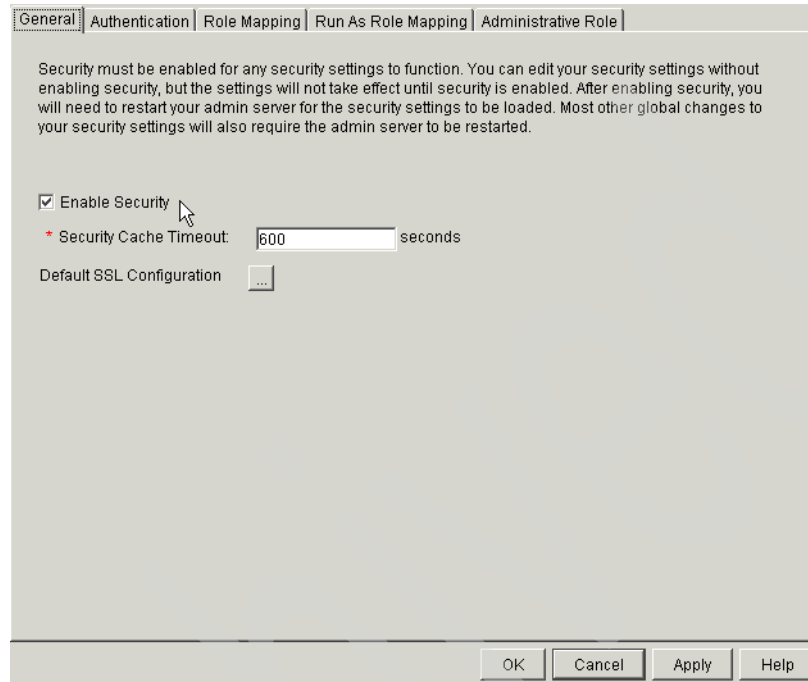 General Authentication Role Mapping Run As Role Mapping Administrative Role
Security must be enabled for any security settings to function. You can edit your security settings without
enabling security, but the settings will not take effect until security is enabled. After enabling security, you
will need to restart your admin server for the security settings to be loaded. Most other global changes to
your security settings will also require the admin server to be restarted.
Enable Security
* Security Cache Timeout: 600 seconds
Default SSL Configuration ...
OK Cancel Apply Help